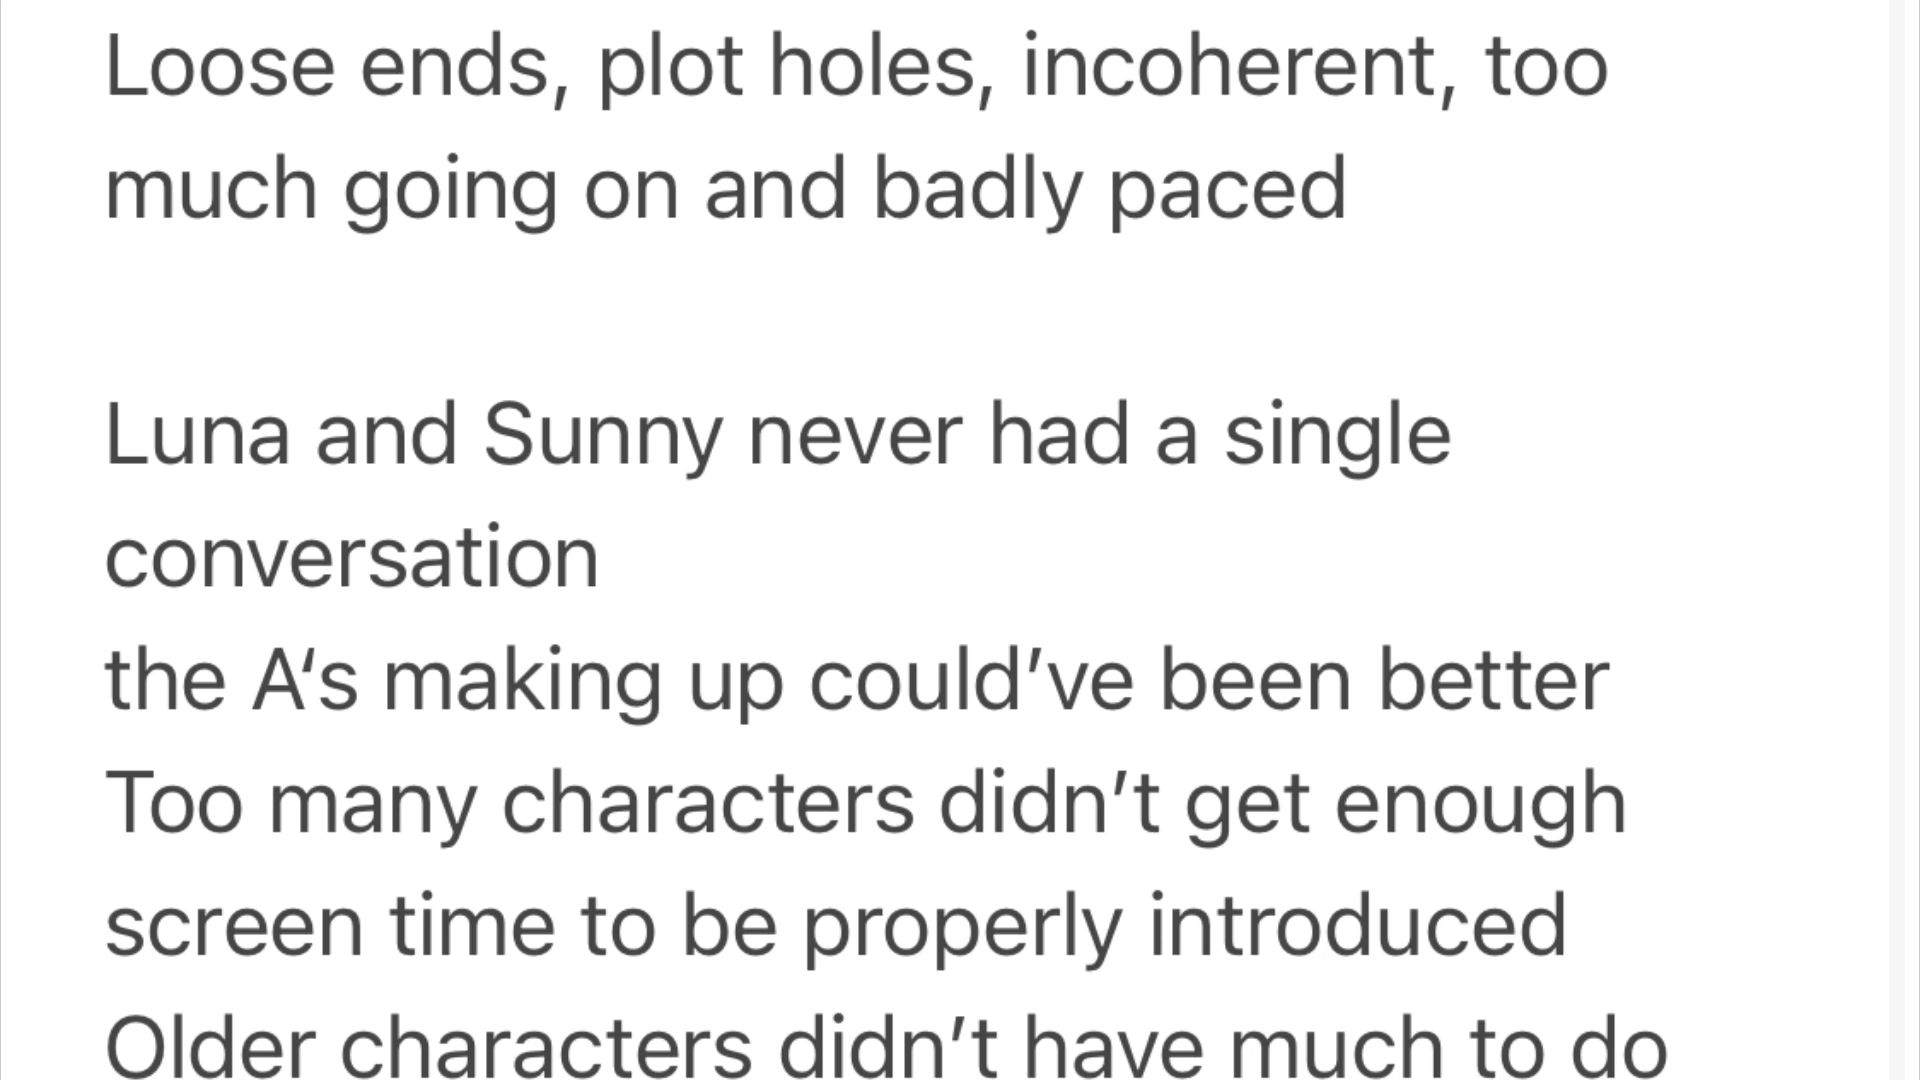 Loose ends, plot holes, incoherent, too
much going on and badly paced
Luna and Sunny never had a single
conversation
the A‘s making up could’ve been better
Too many characters didn’t get enough
screen time to be properly introduced
Older characters didn’t have much to do